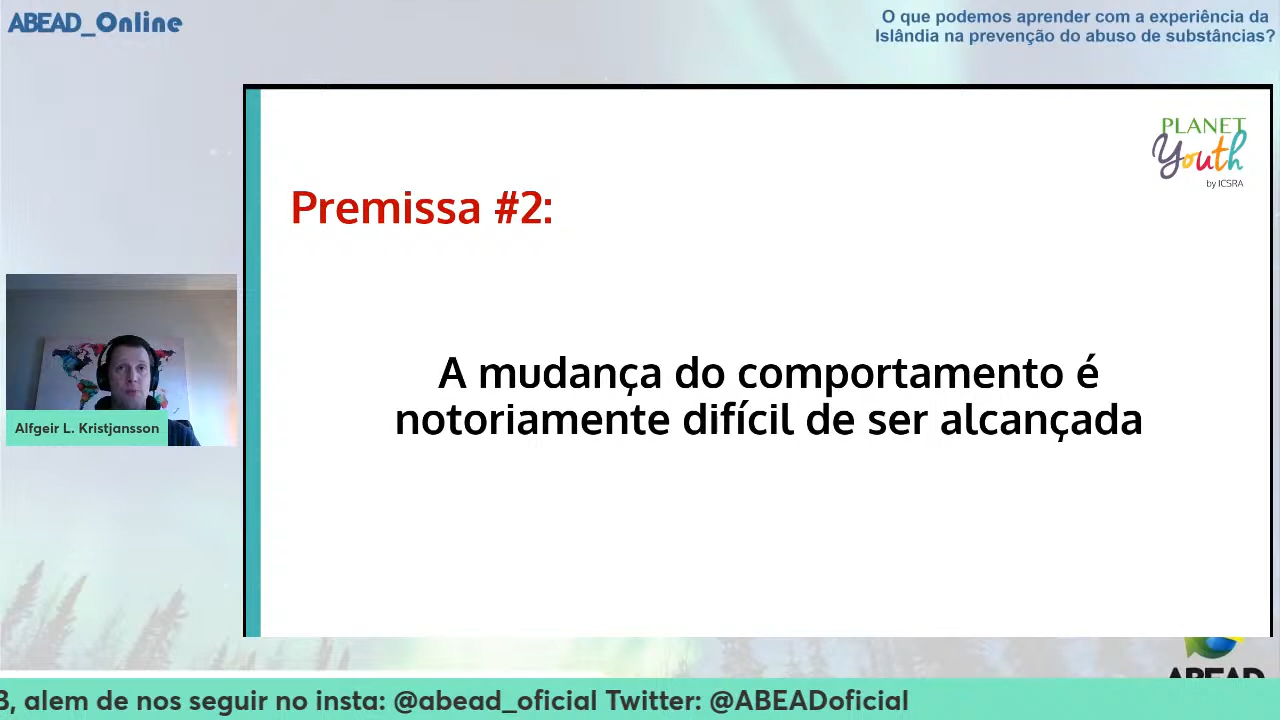 ABEAD_Online
O que podemos aprender com a experiência da
Islândia na prevenção do abuso de substâncias?
PLANET
Youth
by ICSRA
Premissa #2:
A mudança do comportamento é
notoriamente difícil de ser alcançada
Alfgeir L. Kristjansson
ABEAD
, alem de nos seguir no insta: @abead_oficial Twitter: @ABEADoficial